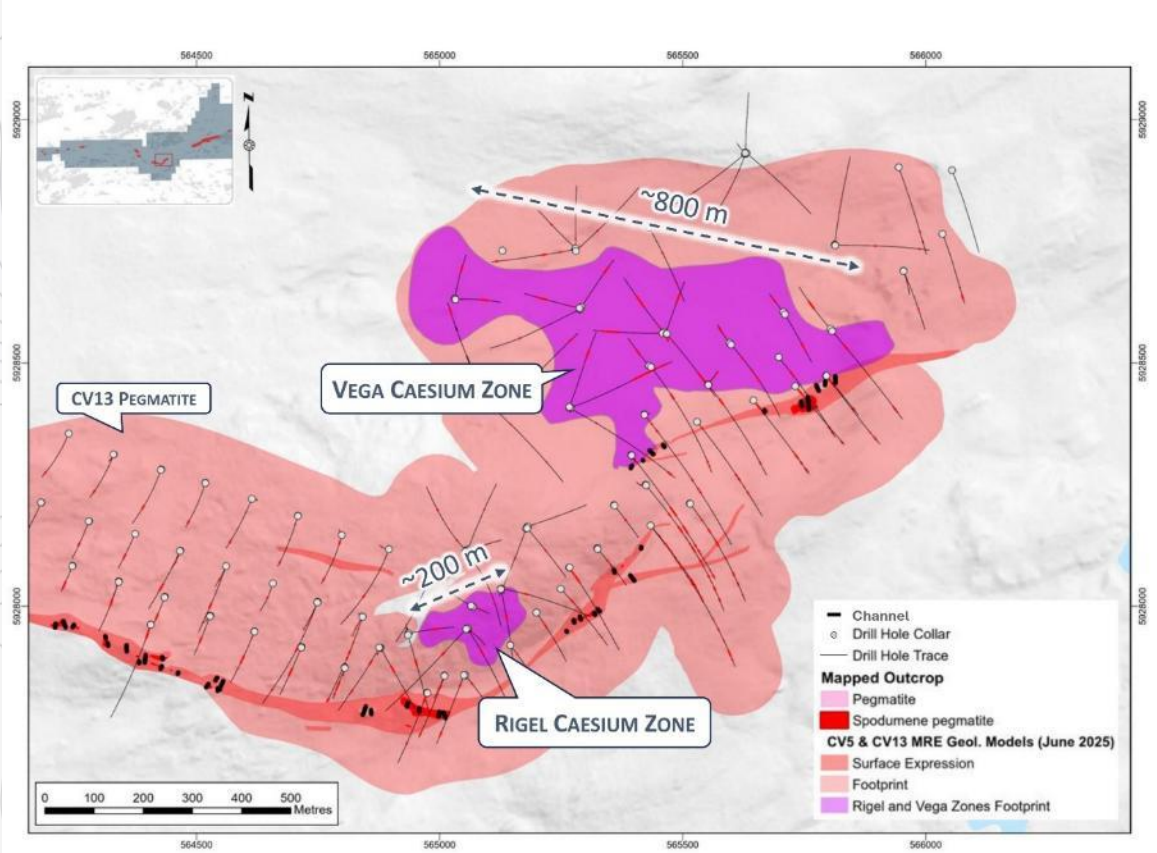 564500
565000
565500
566000
5929000
5929000
N
~800 m
5928500
5928500
VEGA CAESIUM ZONE
CV13 PEGMATITE
~200 m
5928000
5928000
RIGEL CAESIUM ZONE
Channel
Drill Hole Collar
Drill Hole Trace
Mapped Outcrop
Pegmatite
Spodumene pegmatite
CV5 & CV13 MRE Geol. Models (June 2025)
Surface Expression
Footprint
Rigel and Vega Zones Footprint
0 100 200 300 400 500
Metres
564500
565000
565500
566000